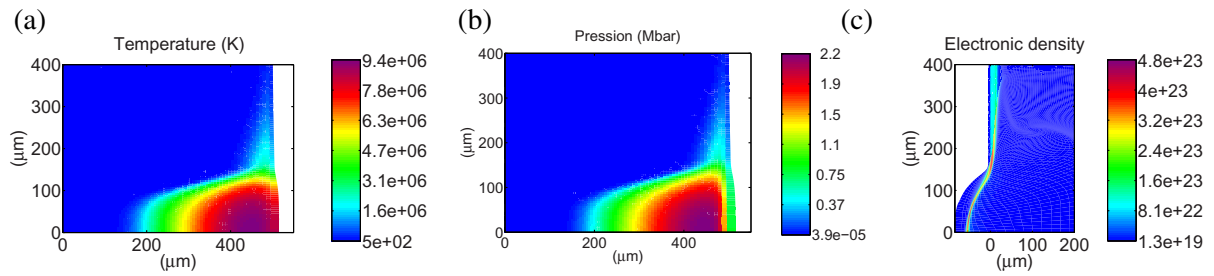 (a)
Temperature (K)
400
300
200
100
0
(μm)
0
200
400
(μm)
9.4e+06
7.8e+06
6.2e+06
4.7e+06
3.1e+06
1.6e+06
5e+02
(b)
Pression (Mbar)
400
300
200
100
0
(μm)
0
200
400
(μm)
2.2
1.8
1.5
1.1
0.75
0.37
3.9e−05
(c)
Electronic density
400
300
200
100
0
(μm)
0
100
200
(μm)
4.8e+23
4e+23
3.2e+23
2.4e+23
1.6e+23
8.1e+22
1.3e+19